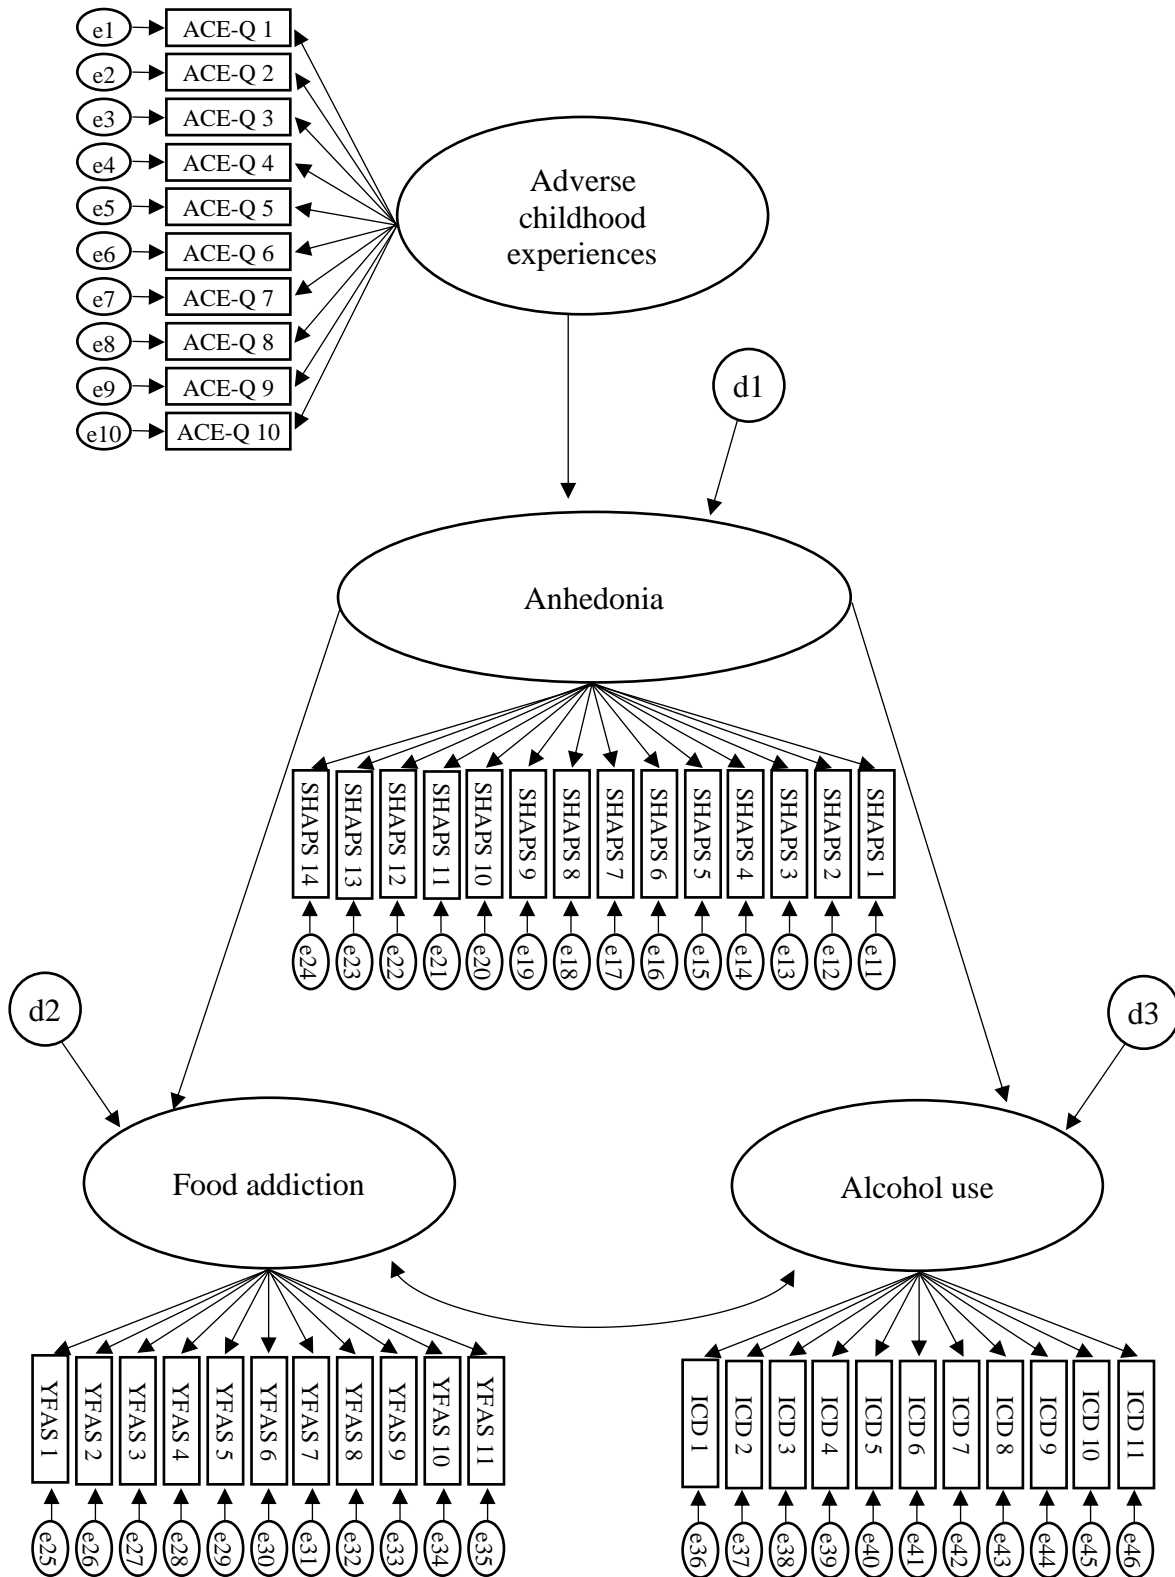 e1 ACE-Q 1
e2 ACE-Q 2
e3 ACE-Q 3
e4 ACE-Q 4
e5 ACE-Q 5
e6 ACE-Q 6
e7 ACE-Q 7
e8 ACE-Q 8
e9 ACE-Q 9
e10 ACE-Q 10
Adverse
childhood
experiences
d1
Anhedonia
SHAPS 14
SHAPS 13
SHAPS 12
SHAPS 11
SHAPS 10
SHAPS 9
SHAPS 8
SHAPS 7
SHAPS 6
SHAPS 5
SHAPS 4
SHAPS 3
SHAPS 2
SHAPS 1
e24
e23
e22
e21
e20
e19
e18
e17
e16
e15
e14
e13
e12
e11
d2
d3
Food addiction
Alcohol use
YFAS 1
YFAS 2
YFAS 3
YFAS 4
YFAS 5
YFAS 6
YFAS 7
YFAS 8
YFAS 9
YFAS 10
YFAS 11
ICD 1
ICD 2
ICD 3
ICD 4
ICD 5
ICD 6
ICD 7
ICD 8
ICD 9
ICD 10
ICD 11
e25
e26
e27
e28
e29
e30
e31
e32
e33
e34
e35
e36
e37
e38
e39
e40
e41
e42
e43
e44
e45
e46